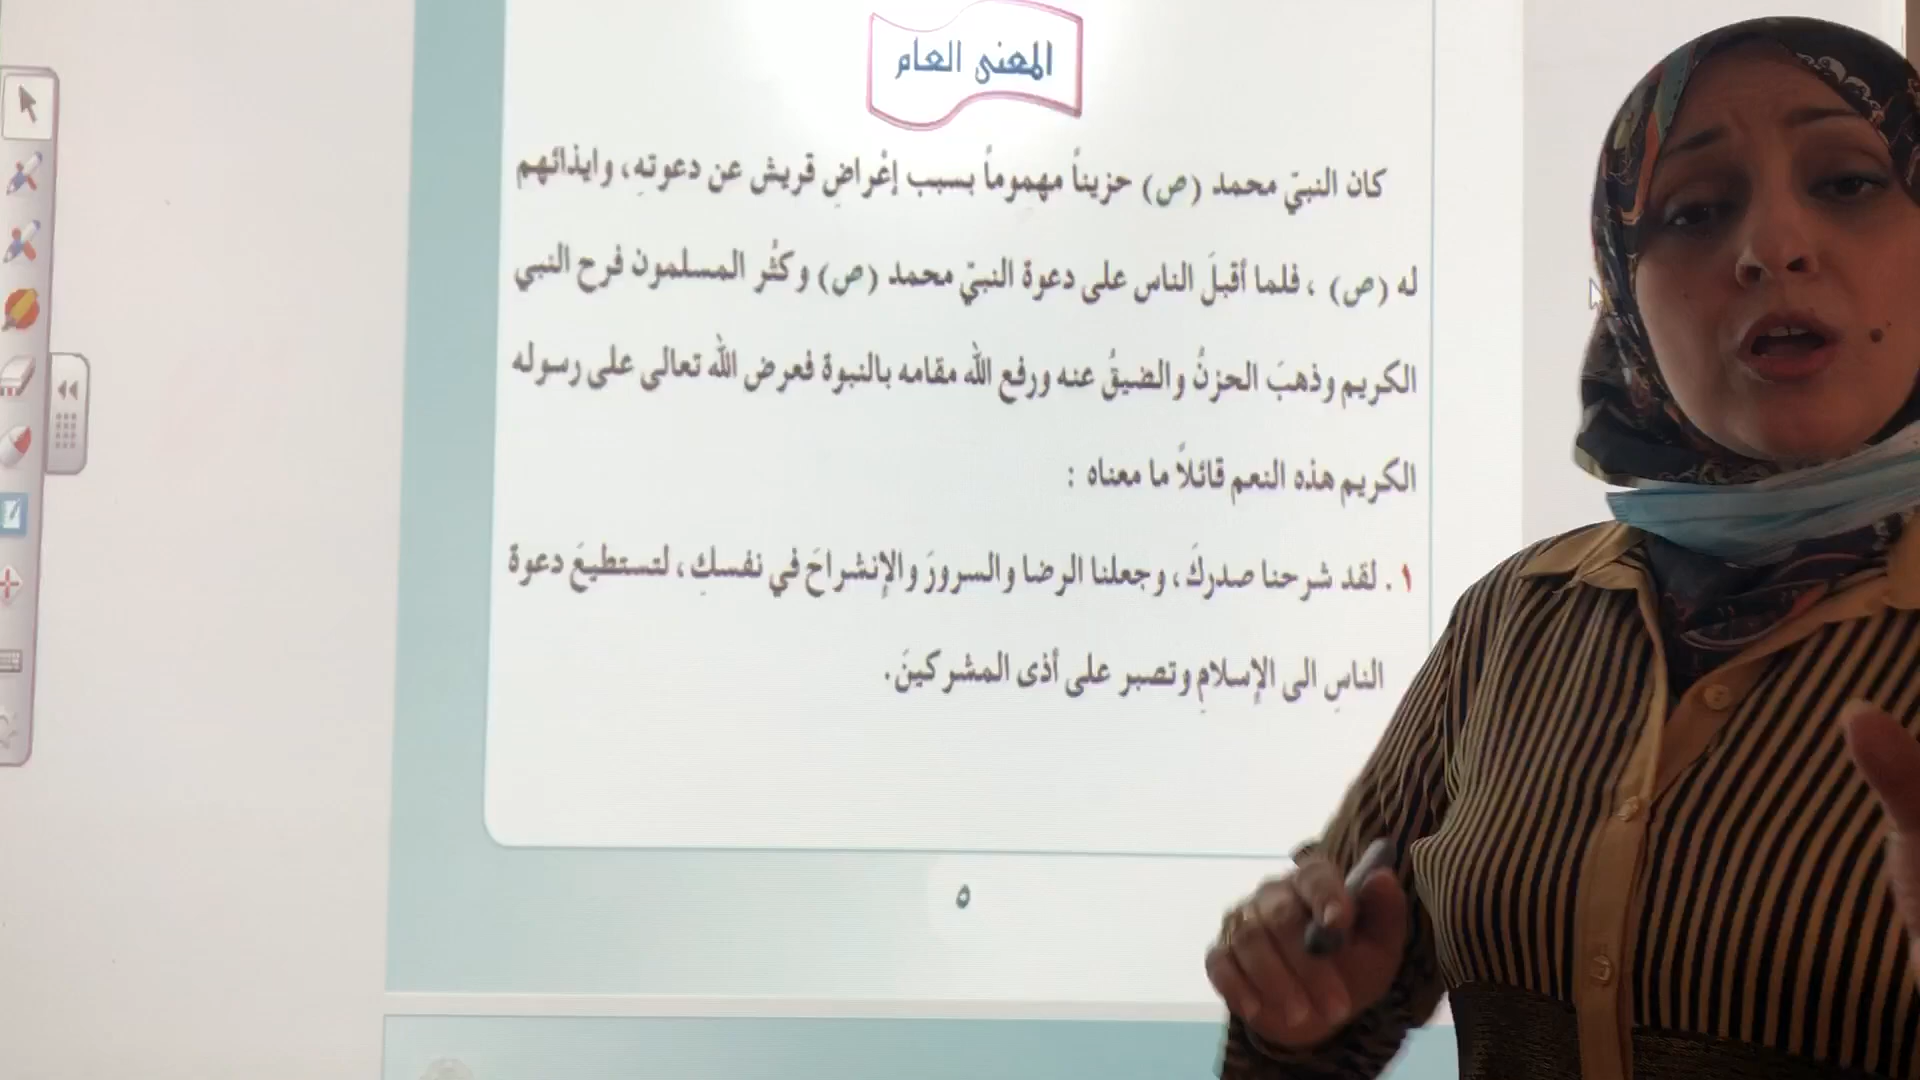 المعنى العام
كان النبيّ محمد (ص) حزيناً مهموماً بسبب إعْراضِ قريش عن دعوتهِ، وايذائهم
له (ص) ، فلما أقبلَ الناس على دعوة النبيّ محمد (ص) وكثُر المسلمون فرح النبي
الكريم وذهبَ الحزنُ والضيقُ عنه ورفع الله مقامه بالنبوة فعرض الله تعالى على رسوله
الكريم هذه النعم قائلاً ما معناه :
١ . لقد شرحنا صدركَ، وجعلنا الرضا والسرورَ والإنشراحَ في نفسكِ، لتستطيعَ دعوة
الناسِ الى الإسلامِ وتصبر على أذى المشركينَ.
٥